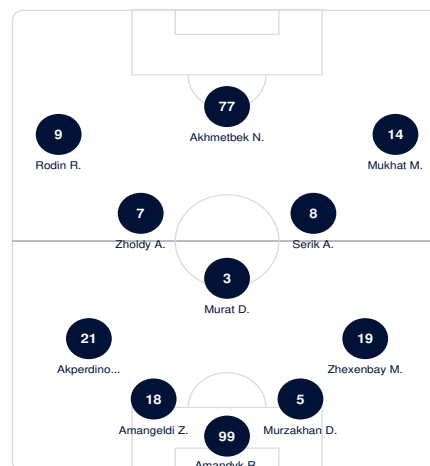 77
Akhmetbek N.
9
Rodin R.
14
Mukhat M.
7
Zholdy A.
8
Serik A.
3
Murat D.
21
Akperdino...
19
Zhexenbay M.
18
Amangeldi Z.
5
Murzakhan D.
99
Amandyk R.